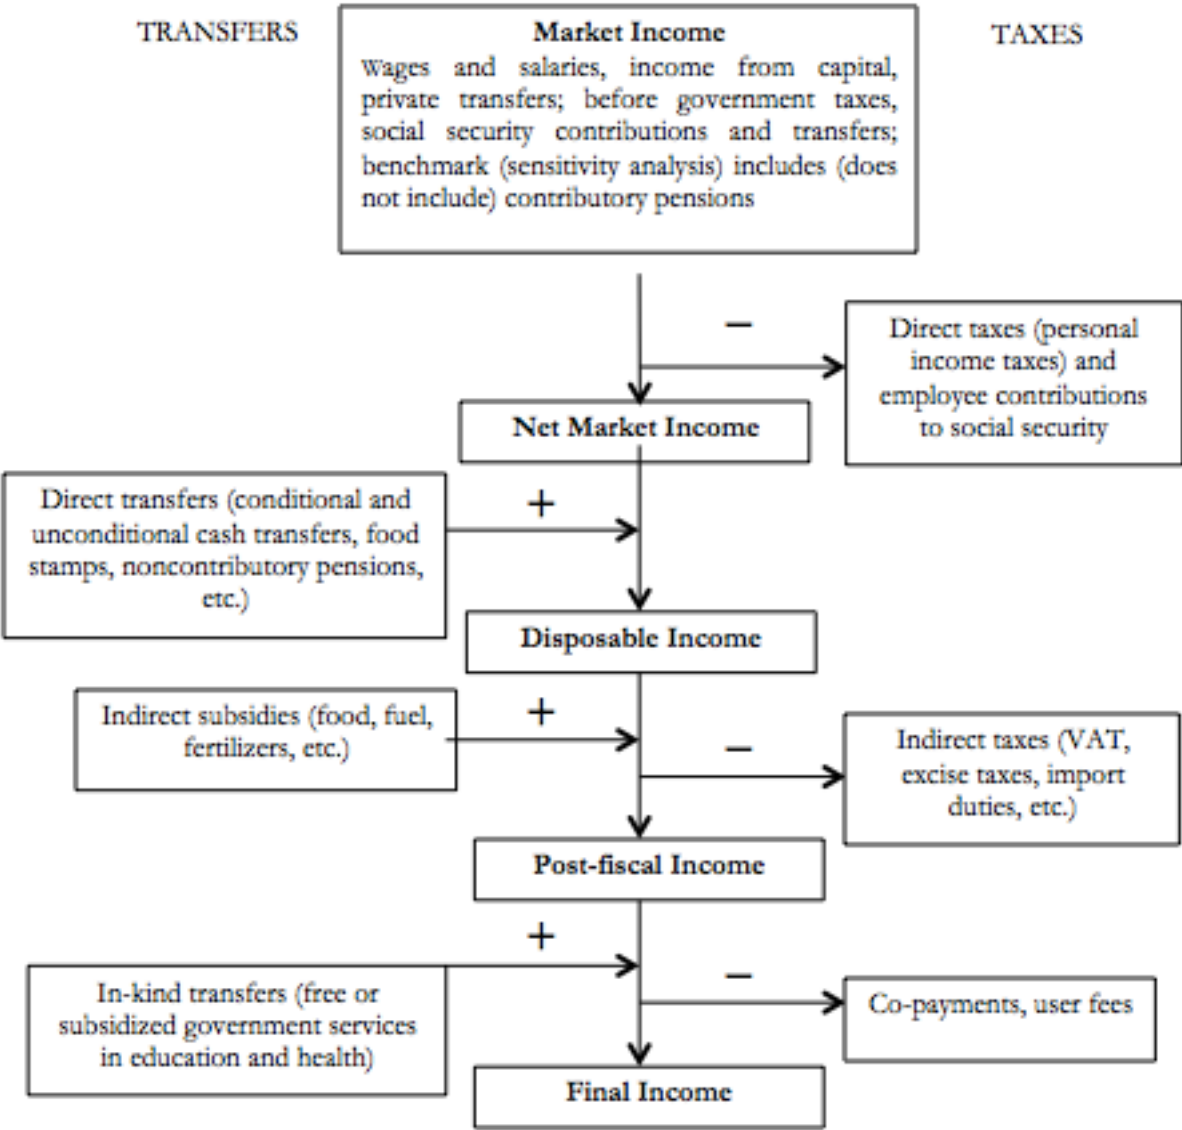 TRANSFERS
Market Income
TAXES
Wages and salaries, income from capital,
private transfers; before government taxes,
social security contributions and transfers;
benchmark (sensitivity analysis) includes (does
not include) contributory pensions
−
Direct taxes (personal
income taxes) and
employee contributions
to social security
Net Market Income
Direct transfers (conditional and
unconditional cash transfers, food
stamps, noncontributory pensions,
etc.)
+
Disposable Income
Indirect subsidies (food, fuel,
fertilizers, etc.)
+
−
Indirect taxes (VAT,
excise taxes, import
duties, etc.)
Post-fiscal Income
+
In-kind transfers (free or
subsidized government services
in education and health)
−
Co-payments, user fees
Final Income